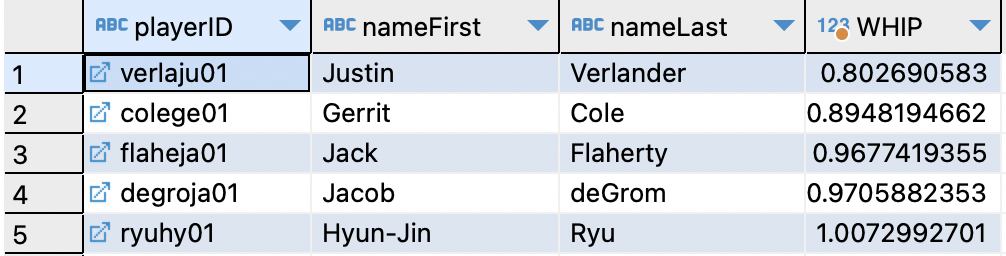 ABC playerID ABC nameFirst ABC nameLast 123 WHIP
1 verlaju01 Justin Verlander 0.802690583
2 colege01 Gerrit Cole 0.8948194662
3 flaheja01 Jack Flaherty 0.9677419355
4 degroja01 Jacob deGrom 0.9705882353
5 ryuhy01 Hyun-Jin Ryu 1.0072992701